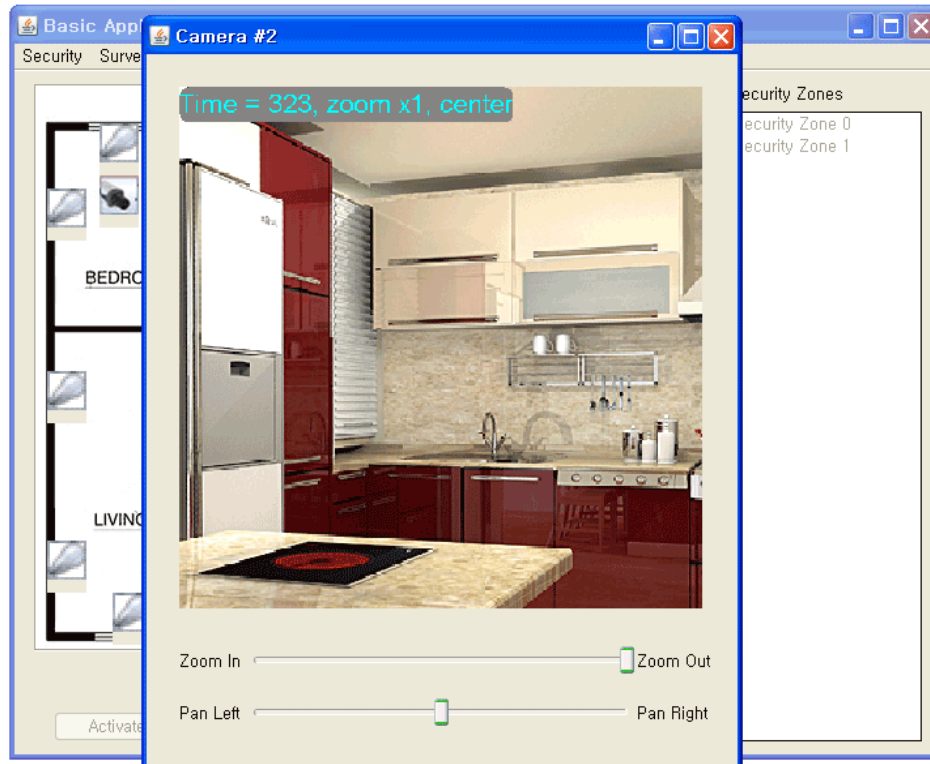 Basic App
Camera #2
Security Surve
Time = 323, zoom x1, center
ecurity Zones
ecurity Zone 0
ecurity Zone 1
BEDRO
LIVING
Zoom In
Zoom Out
Pan Left
Pan Right
Activate